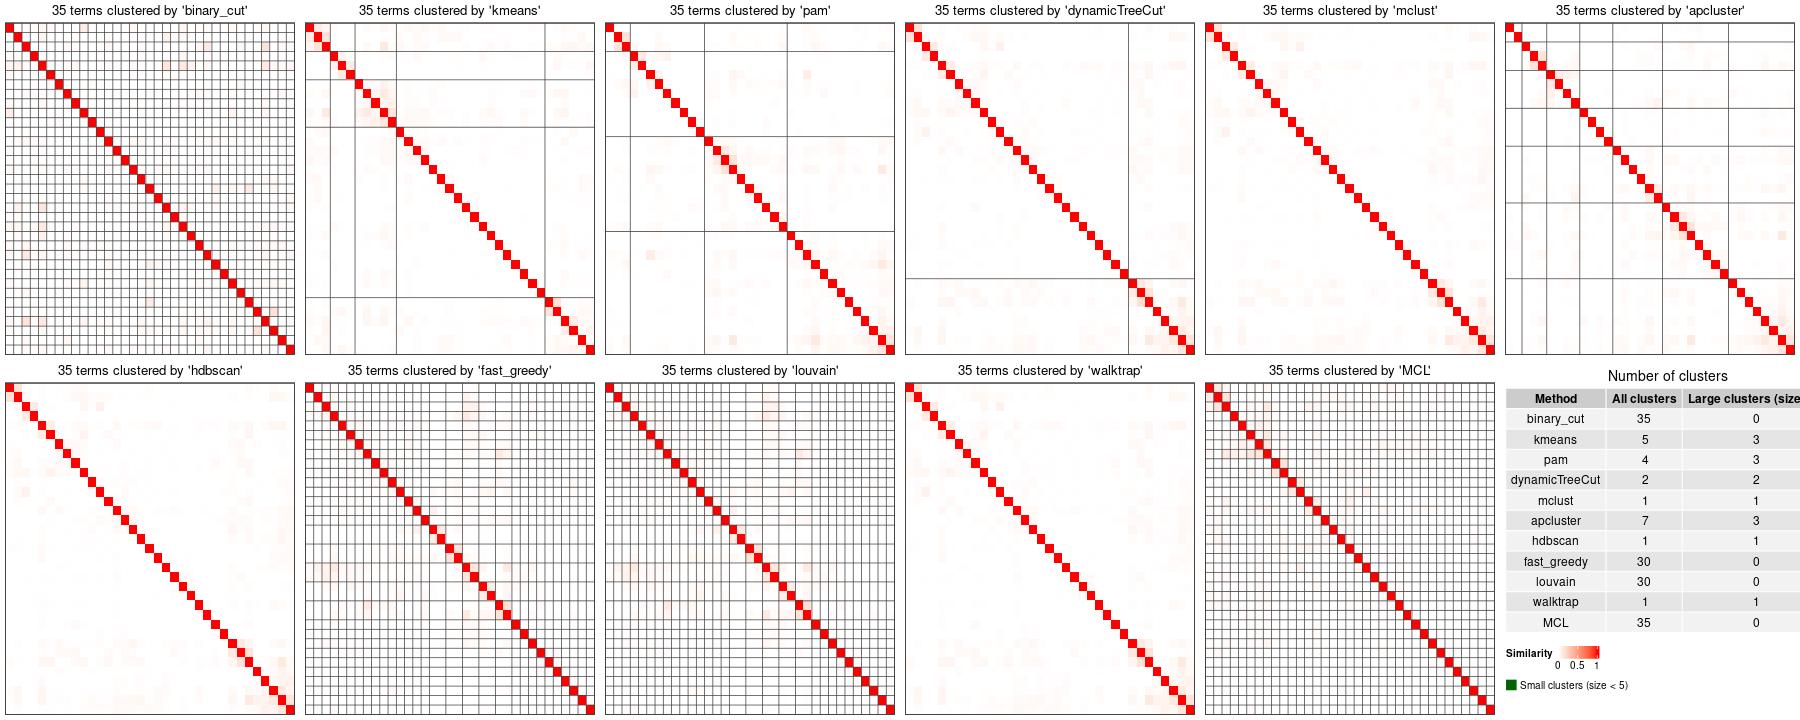 35 terms clustered by 'binary_cut'
35 terms clustered by 'kmeans'
35 terms clustered by 'pam'
35 terms clustered by 'dynamicTreeCut'
35 terms clustered by 'mclust'
35 terms clustered by 'apcluster'
35 terms clustered by 'hdbscan'
35 terms clustered by 'fast_greedy'
35 terms clustered by 'louvain'
35 terms clustered by 'walktrap'
35 terms clustered by 'MCL'
Number of clusters
Method All clusters Large clusters (size
binary_cut 35 0
kmeans 5 3
pam 4 3
dynamicTreeCut 2 2
mclust 1 1
apcluster 7 3
hdbscan 1 1
fast_greedy 30 0
louvain 30 0
walktrap 1 1
MCL 35 0
Similarity
0 0.5 1
Small clusters (size < 5)